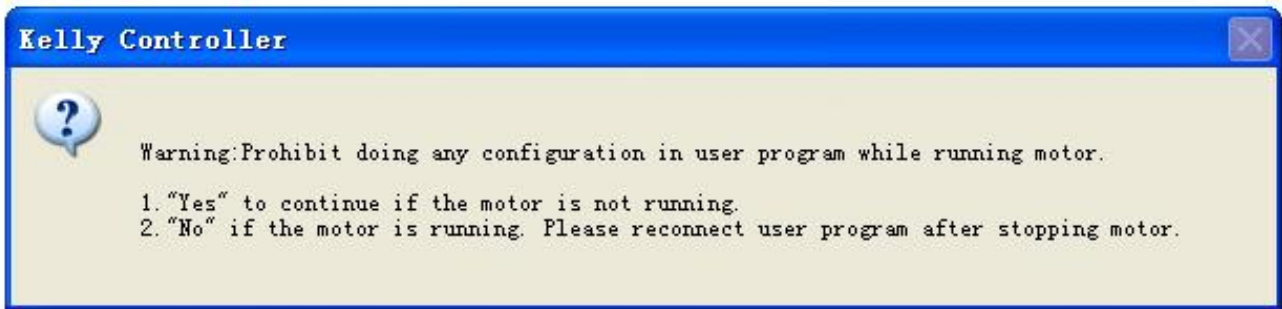 Kelly Controller
Warning:Prohibit doing any configuration in user program while running motor.
1."Yes" to continue if the motor is not running.
2."No" if the motor is running. Please reconnect user program after stopping motor.